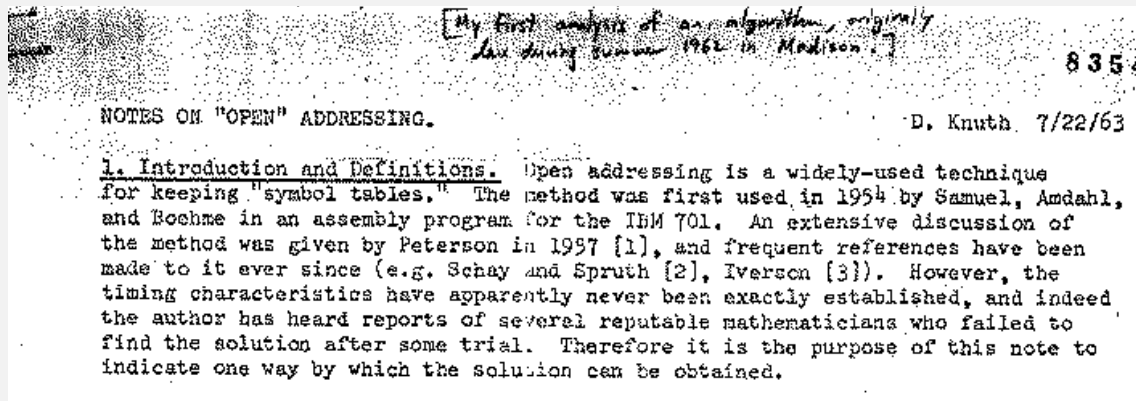 [My first analysis of an algorithm, originally
during summer 1962 in Madison.]
835
NOTES ON "OPEN" ADDRESSING.
D. Knuth 7/22/63
1. Introduction and Definitions. Open addressing is a widely-used technique
for keeping "symbol tables." The method was first used in 1954 by Samuel, Amdahl,
and Boehme in an assembly program for the IBM 701. An extensive discussion of
the method was given by Peterson in 1957 [1], and frequent references have been
made to it ever since (e.g. Schay and Spruth [2], Iverson [3]). However, the
timing characteristics have apparently never been exactly established, and indeed
the author has heard reports of several reputable mathematicians who failed to
find the solution after some trial. Therefore it is the purpose of this note to
indicate one way by which the solution can be obtained.